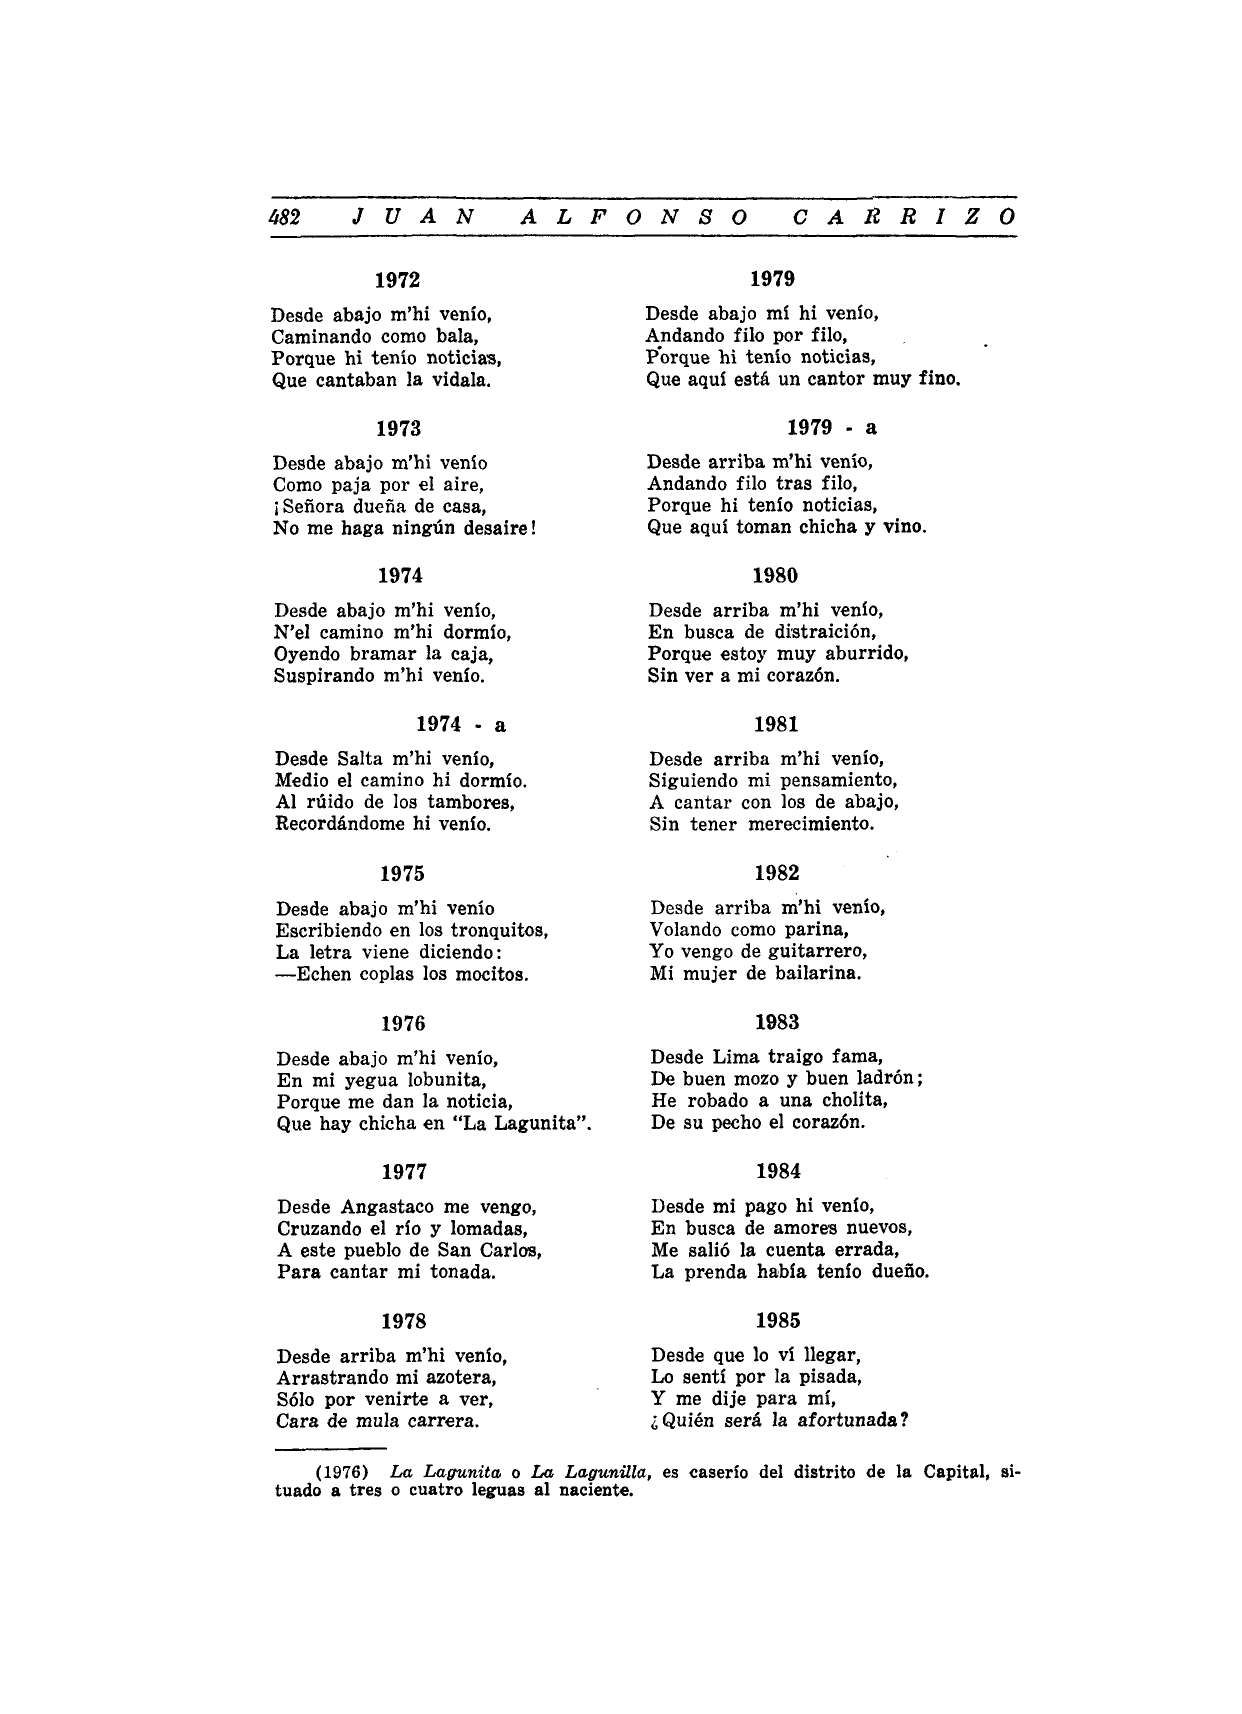 482 JUAN ALFONSO CARRIZO
1972
Desde abajo m'hi venío,
Caminando como bala,
Porque hi tenío noticias,
Que cantaban la vidala.
1973
Desde abajo m'hi venío
Como paja por el aire,
¡Señora dueña de casa,
No me haga ningún desaire!
1974
Desde abajo m'hi venío,
N'el camino m'hi dormío,
Oyendo bramar la caja,
Suspirando m'hi venío.
1974 - a
Desde Salta m'hi venío,
Medio el camino hi dormío.
Al rúido de los tambores,
Recordándome hi venío.
1975
Desde abajo m'hi venío
Escribiendo en los tronquitos,
La letra viene diciendo:
—Echen coplas los mocitos.
1976
Desde abajo m'hi venío,
En mi yegua lobunita,
Porque me dan la noticia,
Que hay chicha en "La Lagunita".
1977
Desde Angastaco me vengo,
Cruzando el río y lomadas,
A este pueblo de San Carlos,
Para cantar mi tonada.
1978
Desde arriba m'hi venío,
Arrastrando mi azotera,
Sólo por venirte a ver,
Cara de mula carrera.
1979
Desde abajo mí hi venío,
Andando filo por filo,
Porque hi tenío noticias,
Que aquí está un cantor muy fino.
1979 - a
Desde arriba m'hi venío,
Andando filo tras filo,
Porque hi tenío noticias,
Que aquí toman chicha y vino.
1980
Desde arriba m'hi venío,
En busca de distraición,
Porque estoy muy aburrido,
Sin ver a mi corazón.
1981
Desde arriba m'hi venío,
Siguiendo mi pensamiento,
A cantar con los de abajo,
Sin tener merecimiento.
1982
Desde arriba m'hi venío,
Volando como parina,
Yo vengo de guitarrero,
Mi mujer de bailarina.
1983
Desde Lima traigo fama,
De buen mozo y buen ladrón;
He robado a una cholita,
De su pecho el corazón.
1984
Desde mi pago hi venío,
En busca de amores nuevos,
Me salió la cuenta errada,
La prenda había tenío dueño.
1985
Desde que lo ví llegar,
Lo sentí por la pisada,
Y me dije para mí,
¿Quién será la afortunada?
(1976) La Lagunita o La Lagunilla, es caserío del distrito de la Capital, si-
tuado a tres o cuatro leguas al naciente.